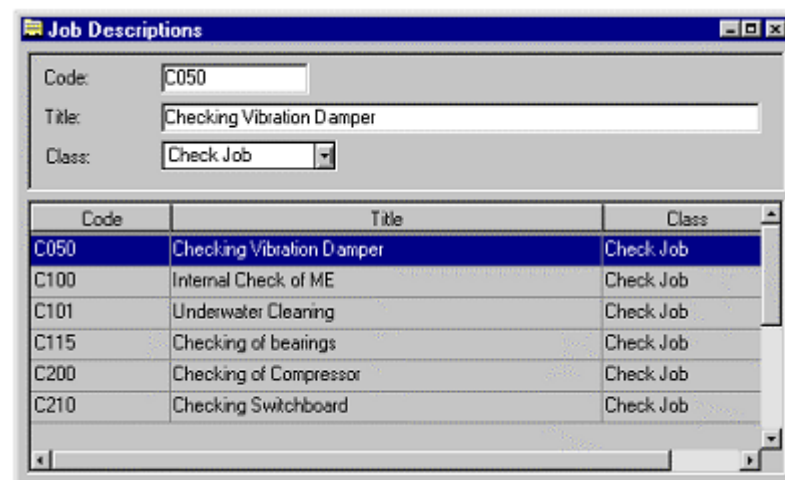 Job Descriptions
Code: C050
Title: Checking Vibration Damper
Class: Check Job
Code Title Class
C050 Checking Vibration Damper Check Job
C100 Internal Check of ME Check Job
C101 Underwater Cleaning Check Job
C115 Checking of bearings Check Job
C200 Checking of Compressor Check Job
C210 Checking Switchboard Check Job